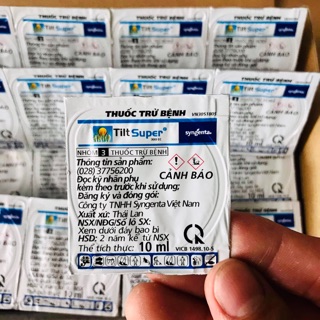 THUỐC TRỪ BỆNH
Tilt Super®
syngenta.
NHÓM 3 THUỐC TRỪ BỆNH
Thông tin sản phẩm:
(028) 37756200
CẢNH BÁO
Đọc kỹ nhãn phụ
kèm theo trước khi sử dụng;
Đăng ký và đóng gói:
Công ty TNHH Syngenta Việt Nam
Xuất xứ: Thái Lan
NSX/NĐG/Số lô SX:
Xem dưới đáy bao bì
HSD: 2 năm kể từ NSX
Thể tích thực: 10 ml